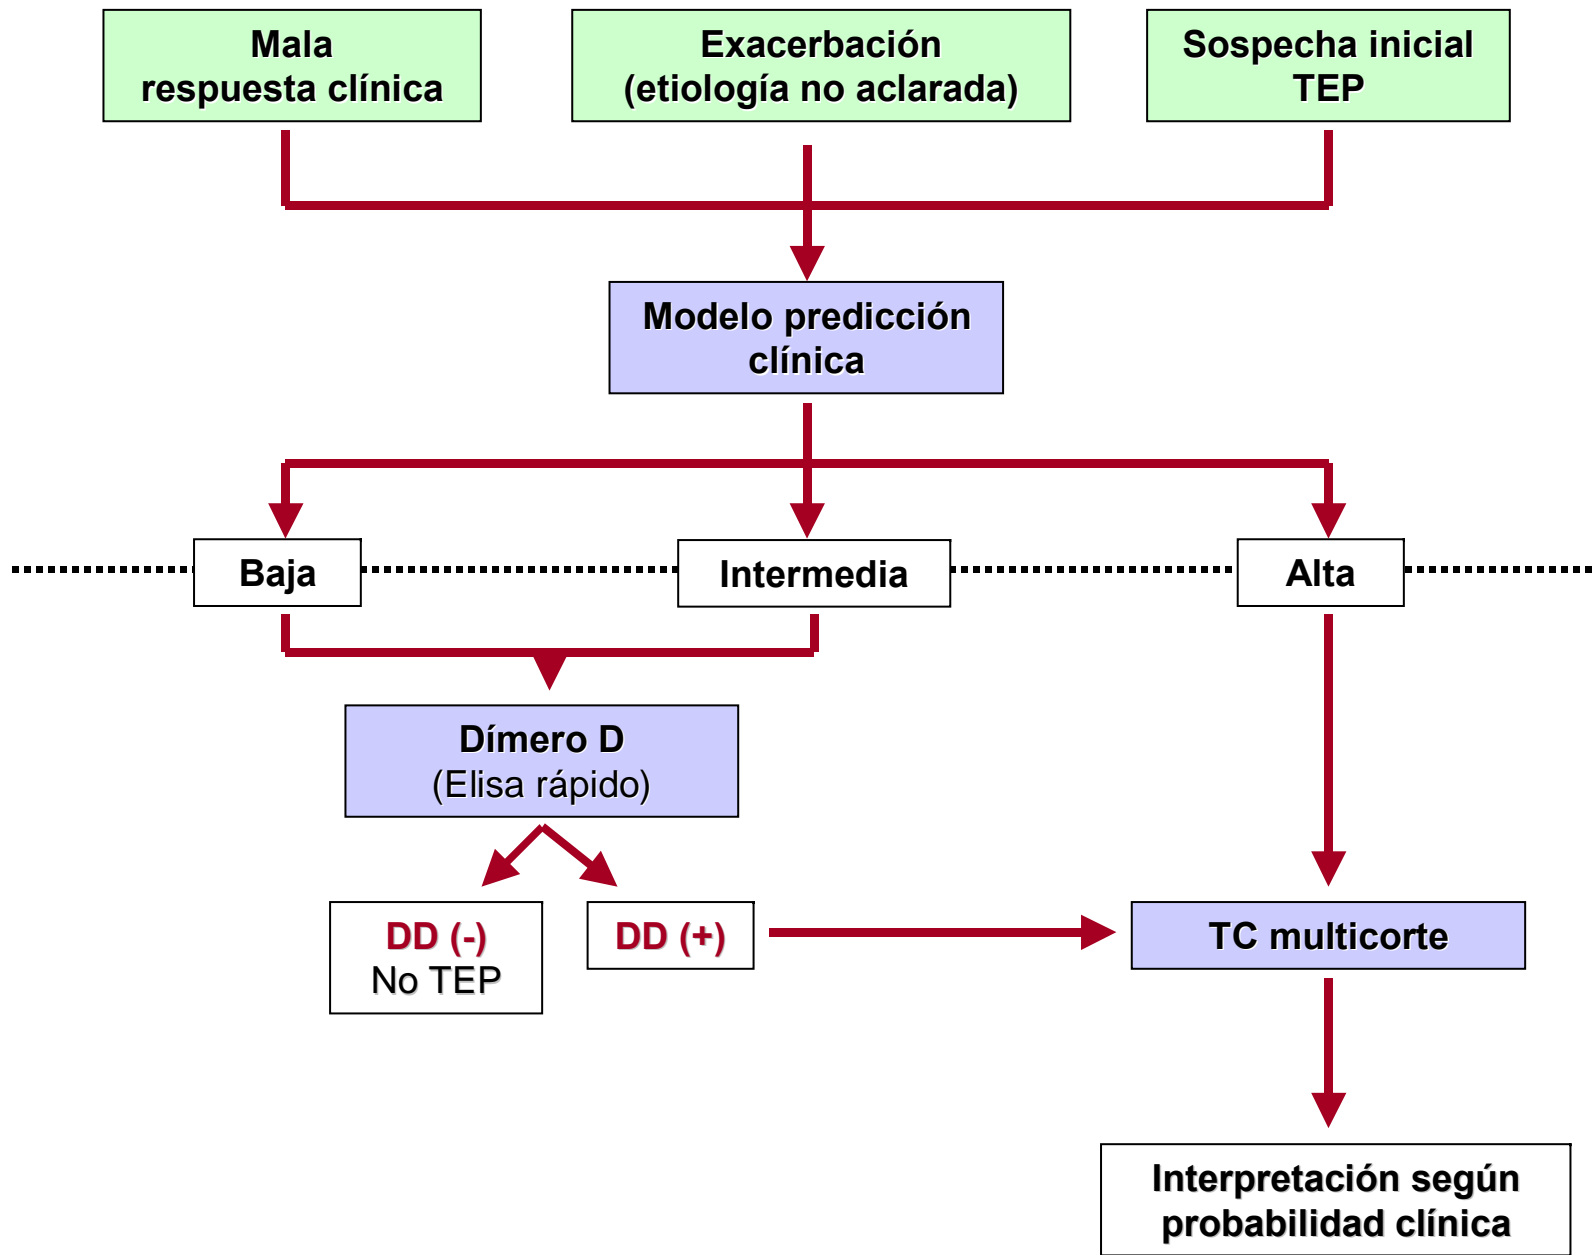 Mala
respuesta clínica
Exacerbación
(etiología no aclarada)
Sospecha inicial
TEP
Modelo predicción
clínica
Baja
Intermedia
Alta
Dímero D
(Elisa rápido)
DD (-)
No TEP
DD (+)
TC multicorte
Interpretación según
probabilidad clínica